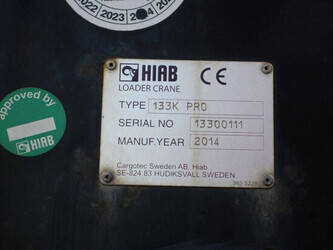 2022 2023 2024
approved by
HIAB
HIAB CE
LOADER CRANE
TYPE 133K PRO
SERIAL NO 13300111
MANUF.YEAR 2014
Cargotec Sweden AB, Hiab
SE-824 83 HUDIKSVALL SWEDEN